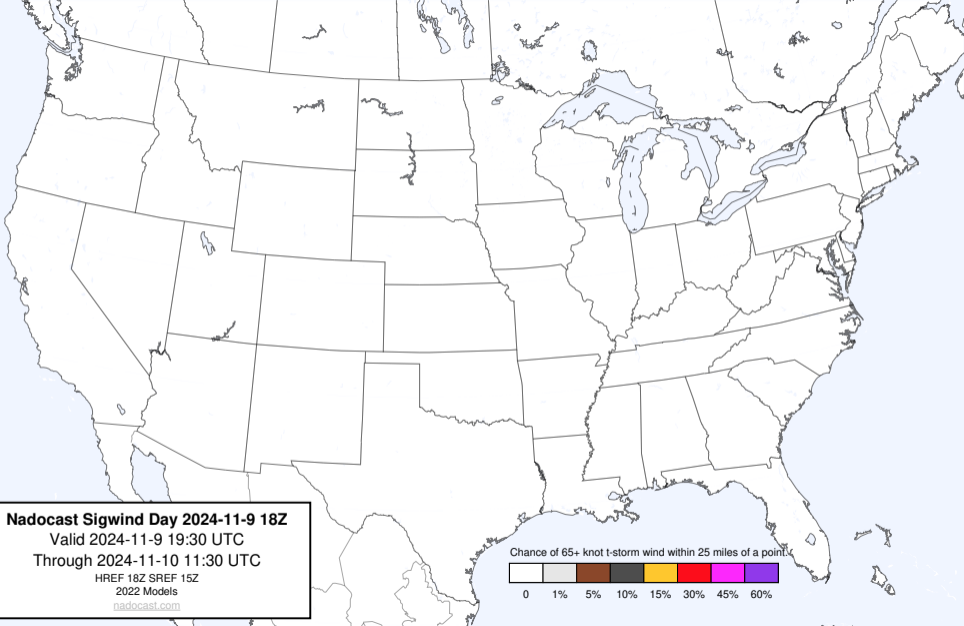 Nadocast Sigwind Day 2024-11-9 18Z
Valid 2024-11-9 19:30 UTC
Through 2024-11-10 11:30 UTC
HREF 18Z SREF 15Z
2022 Models
nadocast.com
Chance of 65+ knot t-storm wind within 25 miles of a point.
0 1% 5% 10% 15% 30% 45% 60%